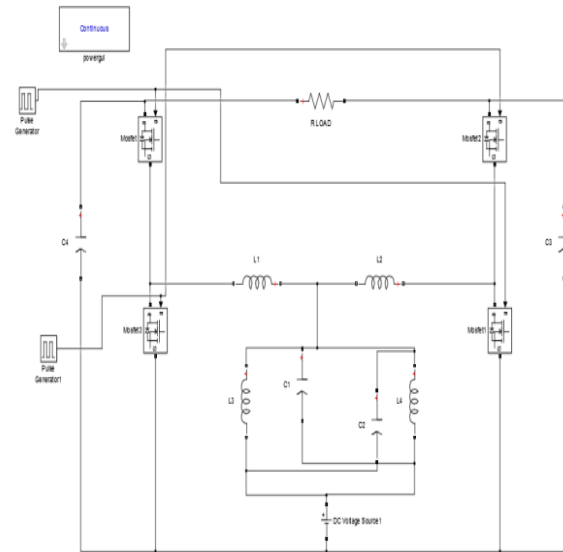 Continuous
powergui
Pulse
Generator
Mosfet
R LOAD
Mosfet2
C4
C3
L1
L2
Mosfet3
Mosfet1
Pulse
Generator1
L3
C1
C2
L4
DC Voltage Source1